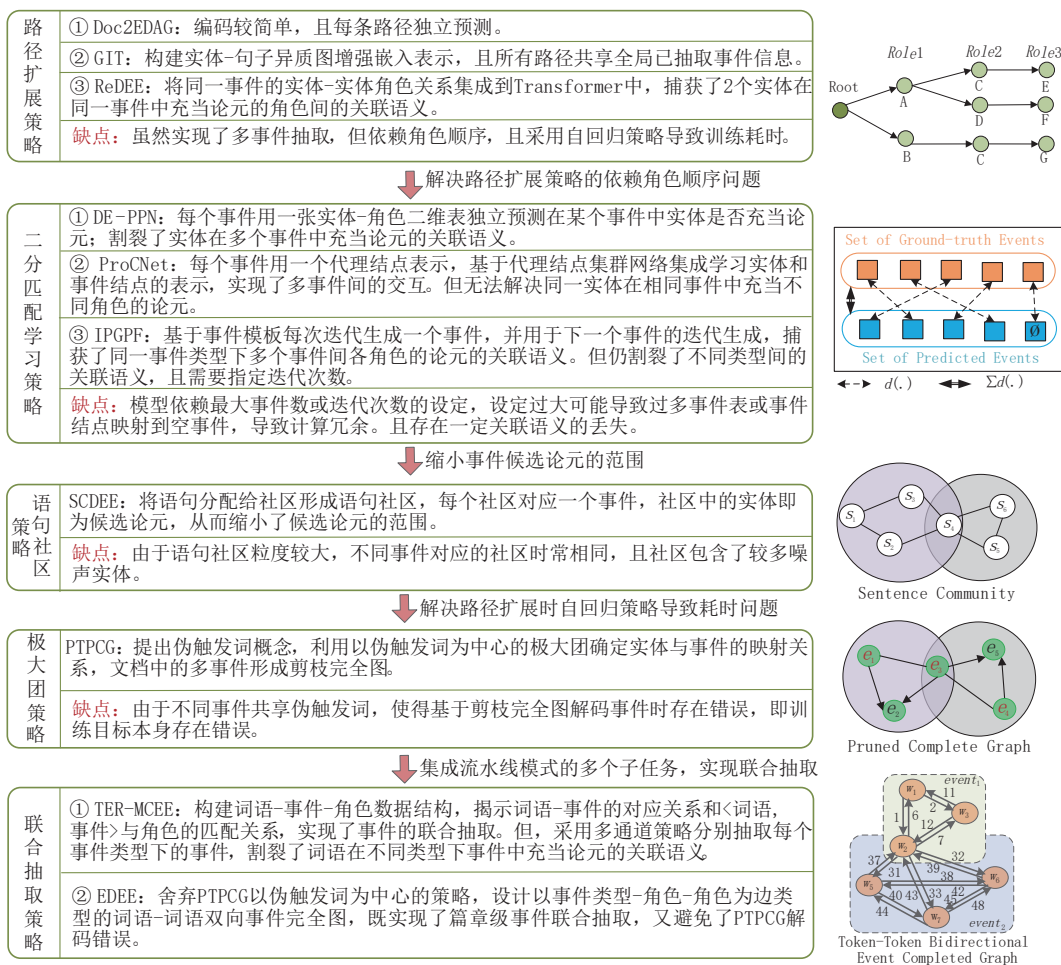 路径扩展策略
① Doc2EDAG: 编码较简单，且每条路径独立预测。
② GIT: 构建实体-句子异质图增强嵌入表示，且所有路径共享全局已抽取事件信息。
③ ReDEE: 将同一事件的实体-实体角色关系集成到Transformer中，捕获了2个实体在
同一事件中充当论元的角色间的关联语义。
缺点：虽然实现了多事件抽取，但依赖角色顺序，且采用自回归策略导致训练耗时。
Role1
Role2
Role3
Root
A
C
E
D
F
B
C
G
解决路径扩展策略的依赖角色顺序问题
二分匹配学习策略
① DE-PPN: 每个事件用一张实体-角色二维表独立预测在某个事件中实体是否充当论
元；割裂了实体在多个事件中充当论元的关联语义。
② ProCNet: 每个事件用一个代理结点表示，基于代理结点集群网络集成学习实体和
事件结点的表示，实现了多事件间的交互。但无法解决同一实体在相同事件中充当不
同角色的论元。
③ IPGPF: 基于事件模板每次迭代生成一个事件，并用于下一个事件的迭代生成，捕
获了同一事件类型下多个事件间各角色的论元的关联语义。但仍割裂了不同类型间的
关联语义，且需要指定迭代次数。
缺点：模型依赖最大事件数或迭代次数的设定，设定过大可能导致过多事件表或事件
结点映射到空事件，导致计算冗余。且存在一定关联语义的丢失。
Set of Ground-truth Events
Ø
Set of Predicted Events
d(.)
Σd(.)
缩小事件候选论元的范围
语句社区策略
SCDEE: 将语句分配给社区形成语句社区，每个社区对应一个事件，社区中的实体即
为候选论元，从而缩小了候选论元的范围。
缺点：由于语句社区粒度较大，不同事件对应的社区时常相同，且社区包含了较多噪
声实体。
S1
S2
S3
S4
S5
S6
Sentence Community
解决路径扩展时自回归策略导致耗时问题
极大团策略
PTPCG: 提出伪触发词概念，利用以伪触发词为中心的极大团确定实体与事件的映射关
系，文档中的多事件形成剪枝完全图。
缺点：由于不同事件共享伪触发词，使得基于剪枝完全图解码事件时存在错误，即训
练目标本身存在错误。
e1
e2
e3
e4
e5
Pruned Complete Graph
集成流水线模式的多个子任务，实现联合抽取
联合抽取策略
① TER-MCEE: 构建词语-事件-角色数据结构，揭示词语-事件的对应关系和<词语，
事件>与角色的匹配关系，实现了事件的联合抽取。但，采用多通道策略分别抽取每个
事件类型下的事件，割裂了词语在不同类型下事件中充当论元的关联语义。
② EDEE: 舍弃PTPCG以伪触发词为中心的策略，设计以事件类型-角色-角色为边类
型的词语-词语双向事件完全图，既实现了篇章级事件联合抽取，又避免了PTPCG解
码错误。
event1
W1
11
2
W3
1
6
12
7
W2
37
31
39
32
38
W5
W6
40
43
33
45
42
48
44
W7
event2
Token-Token Bidirectional
Event Completed Graph